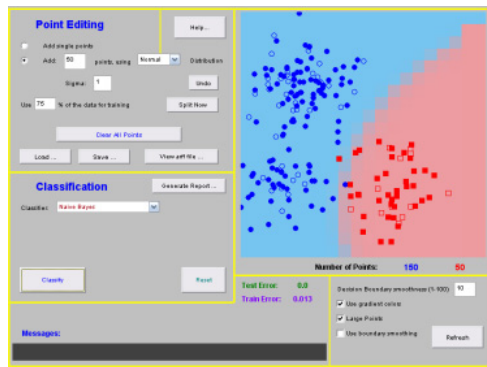 Point Editing
Help...
Add single points
Add 50 points, using Normal Distribution
Sigma: 1
Undo
Use 75 % of the data for training
Split Now
Clear All Points
Load ...
Save ...
Classification
Generate Report ...
Classifier: Naive Bayes
Classify
Reset
Number of Points: 150 50
Test Error: 0.0
Train Error: 0.013
Decision Boundary smoothness (% 100) 10
Use gradient colors
Large Points
Use boundary smoothing
Refresh
Messages: